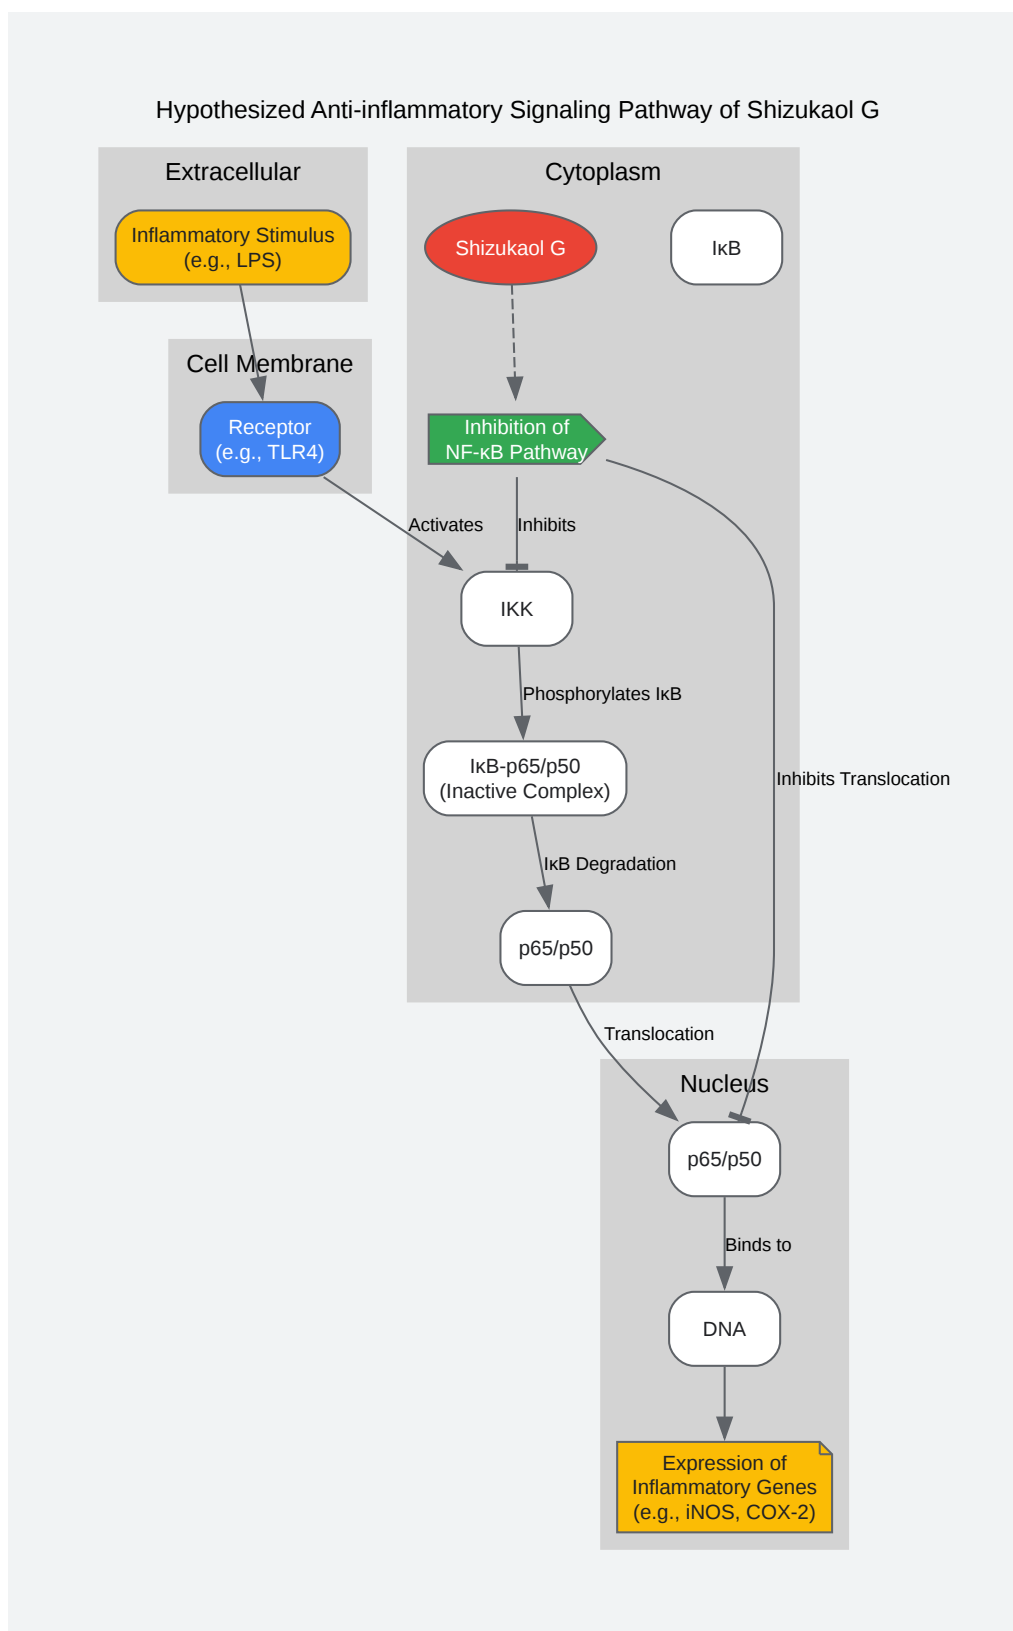 Hypothesized Anti-inflammatory Signaling Pathway of Shizukaol G
Extracellular
Cytoplasm
Inflammatory Stimulus
(e.g., LPS)
Shizukaol G
IκB
Cell Membrane
Receptor
(e.g., TLR4)
Inhibition of
NF-κB Pathway
Activates
Inhibits
IKK
Phosphorylates IκB
IκB-p65/p50
(Inactive Complex)
Inhibits Translocation
IκB Degradation
p65/p50
Translocation
Nucleus
p65/p50
Binds to
DNA
Expression of
Inflammatory Genes
(e.g., iNOS, COX-2)